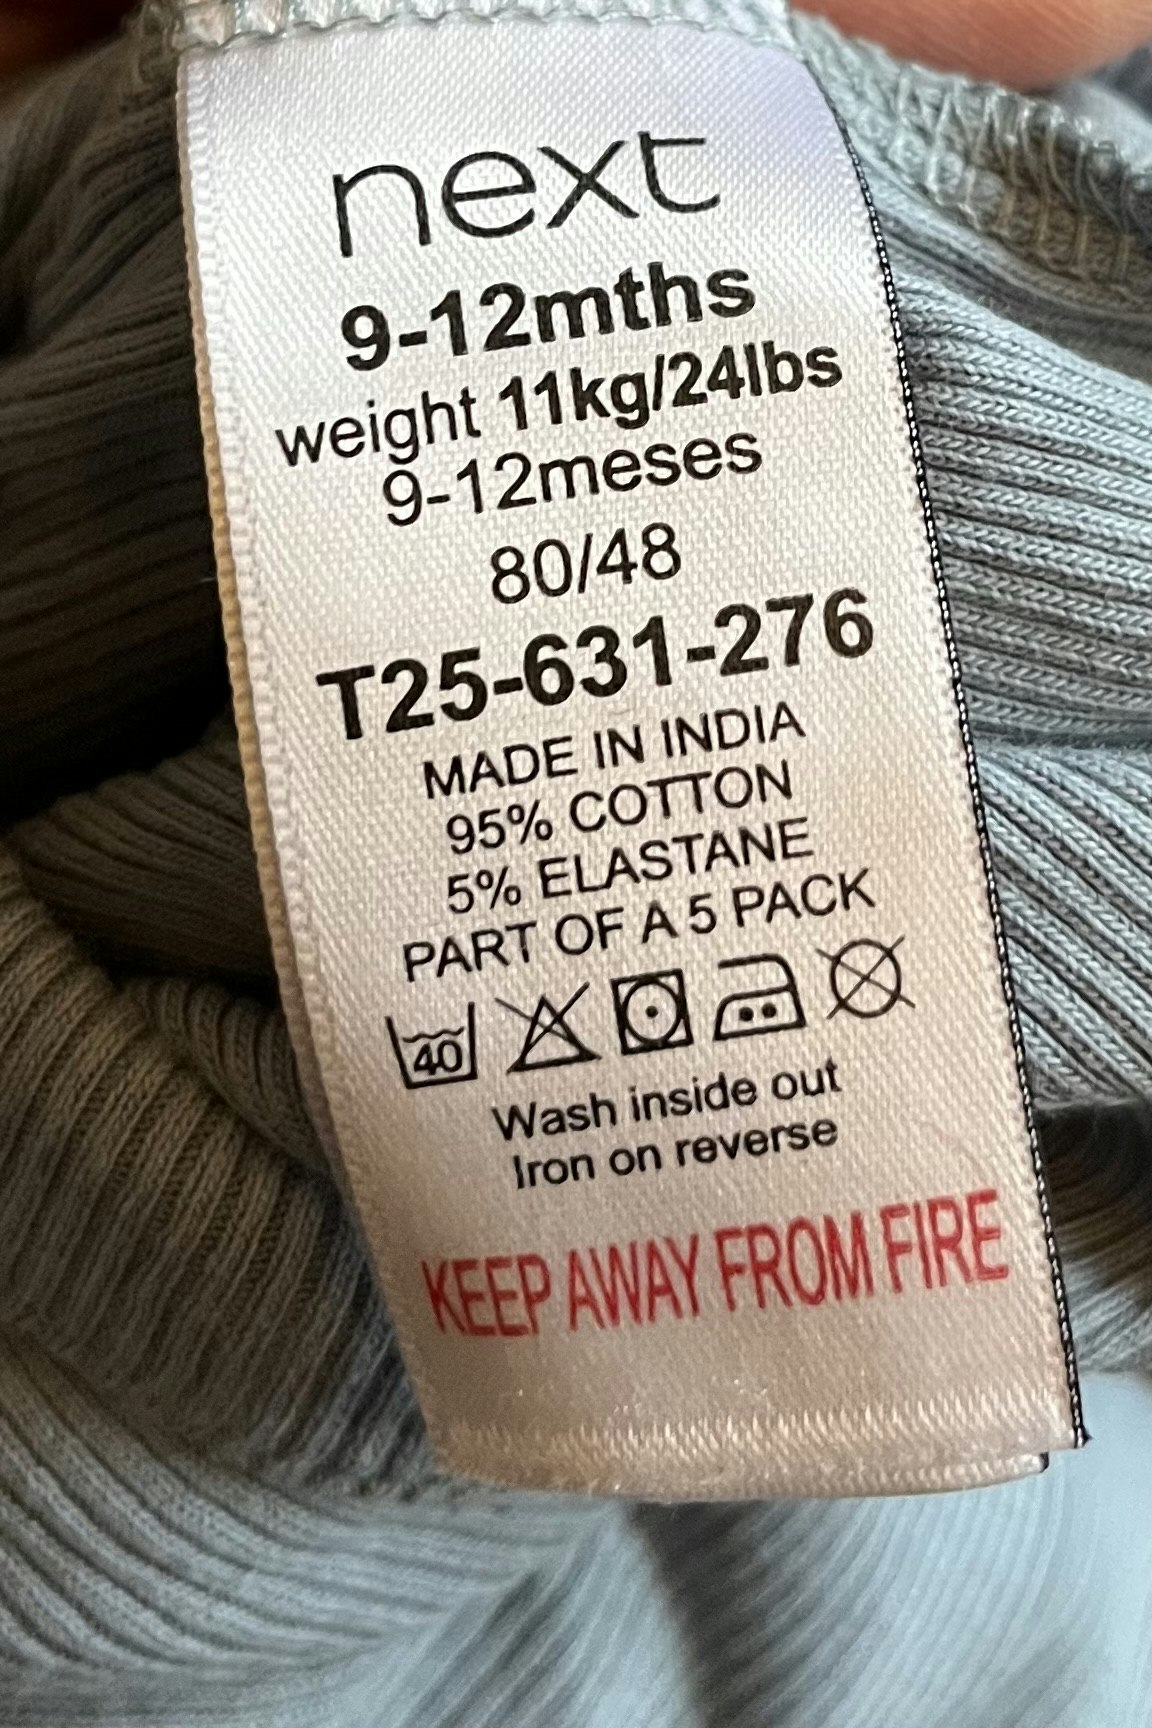 next
9-12mths
weight 11kg/24lbs
9-12meses
80/48
T25-631-276
MADE IN INDIA
95% COTTON
5% ELASTANE
PART OF A 5 PACK
40
Wash inside out
Iron on reverse
KEEP AWAY FROM FIRE